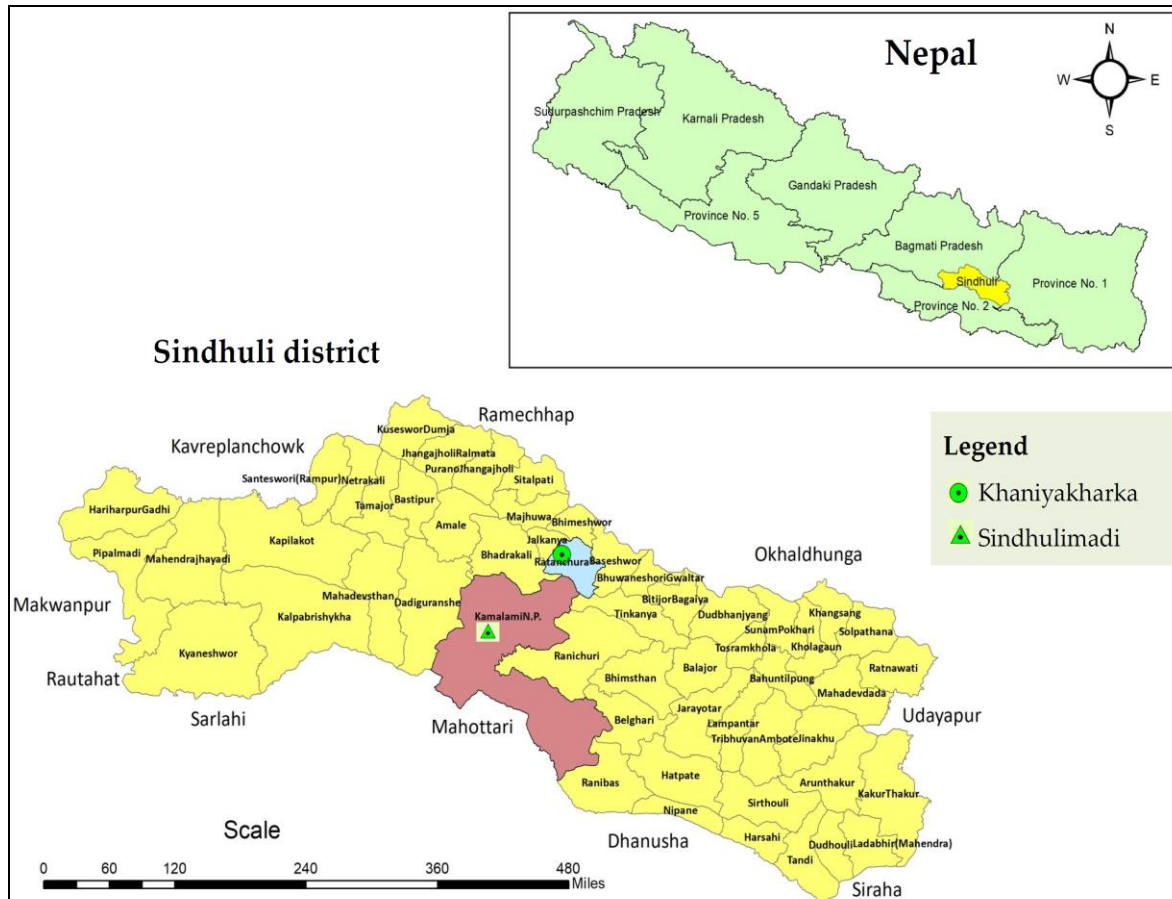 Nepal
N
W E
S
Sudurpashchim Pradesh
Karnali Pradesh
Gandaki Pradesh
Province No. 5
Bagmati Pradesh
Sindhuli
Province No. 1
Province No. 2
Sindhuli district
Ramechhap
Kavreplanchowk
Okhaldhunga
Makwanpur
Rautahat
Sarlahi
Mahottari
Udayapur
Dhanusha
Siraha
Legend
Khaniyakharka
Sindhulimadi
Kuseswor Dumja
JhangajholiRalmata
PuranoJhangajholi
Santeswori(Rampur)
Netrakali
Sitalpati
HariharpurGadhi
Tamajor
Bastipur
Majhuwa
Bhimeshwor
Amale
Kapilakot
Jalkanya
Pipalmadi
Mahendrajhayadi
Bhadrakali
Ratanchura
Baseshwor
BhuwaneshoriGwaltar
Mahadevsthan
Dadiguranshe
BitijorBagaiya
Kalpabrishykha
KamalamiN.P.
Tinkanya
Dudbhanjyang
Khangsang
SunamPokhari
Solpathana
Tosramkhola
Kholagaun
Kyaneshwor
Ranichuri
Balajor
Ratnawati
Bhimsthan
Bahuntilpung
Mahadevdada
Jarayotar
Belghari
Lampantar
TribhuvanAmbote
Jinakhu
Ranibas
Hatpate
Arunthakur
KakurThakur
Sirthouli
Nipane
Harsahi
Dudhouli
Ladabhir(Mahendra)
Tandi
Scale
0 60 120 240 360 480
Miles